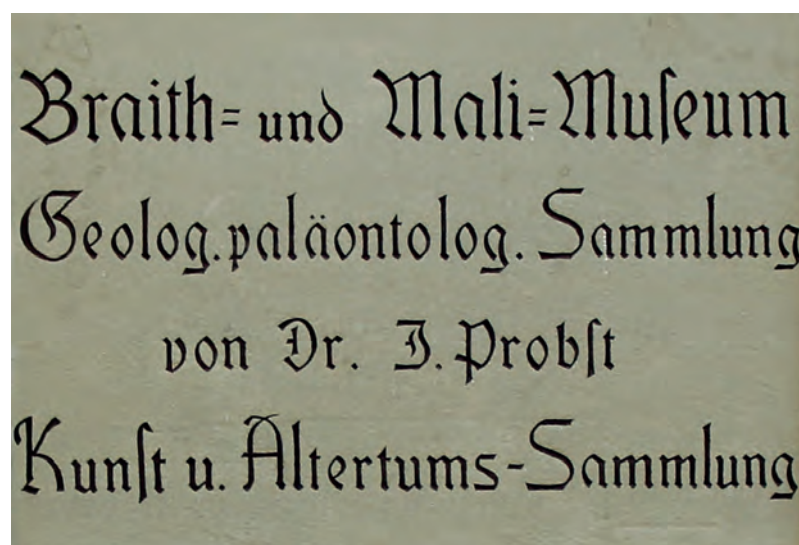 Braith= und Mali=Muſeum
Geolog. paläontolog. Sammlung
von Dr. J. Probſt
Kunſt u. Altertums-Sammlung